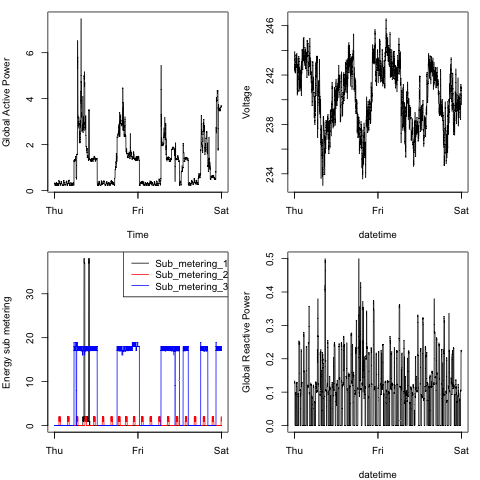 Global Active Power
6
4
2
0
Thu
Fri
Sat
Time
Voltage
246
242
238
234
Thu
Fri
Sat
datetime
Energy sub metering
30
20
10
0
Sub_metering_1
Sub_metering_2
Sub_metering_3
Thu
Fri
Sat
Global Reactive Power
0.5
0.4
0.3
0.2
0.1
0.0
Thu
Fri
Sat
datetime